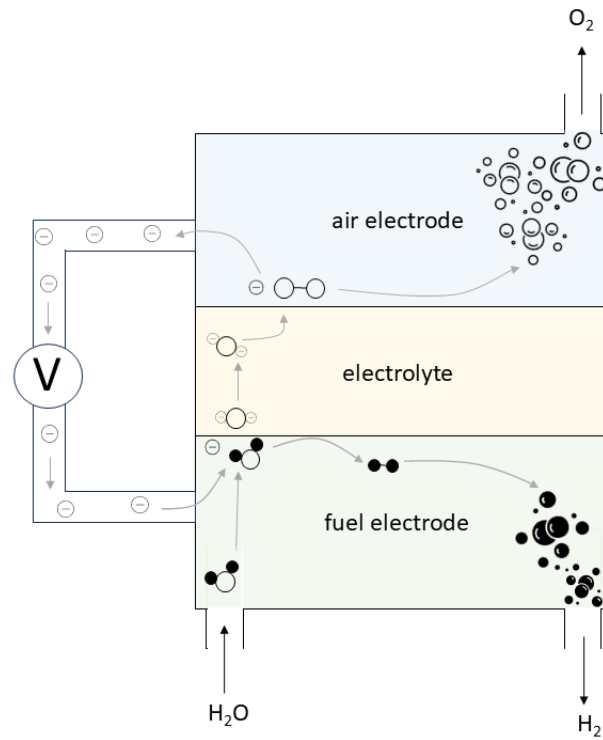 O₂
air electrode
V
electrolyte
fuel electrode
H₂O
H₂